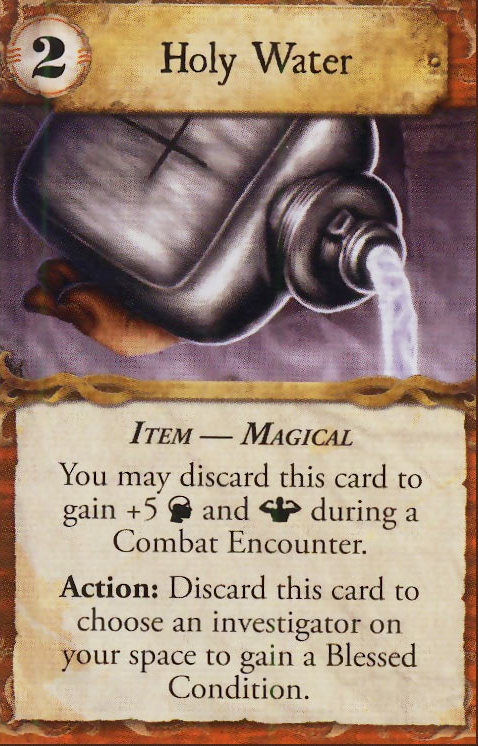 2
Holy Water
Item — Magical
You may discard this card to
gain +5 and during a
Combat Encounter.
Action: Discard this card to
choose an investigator on
your space to gain a Blessed
Condition.